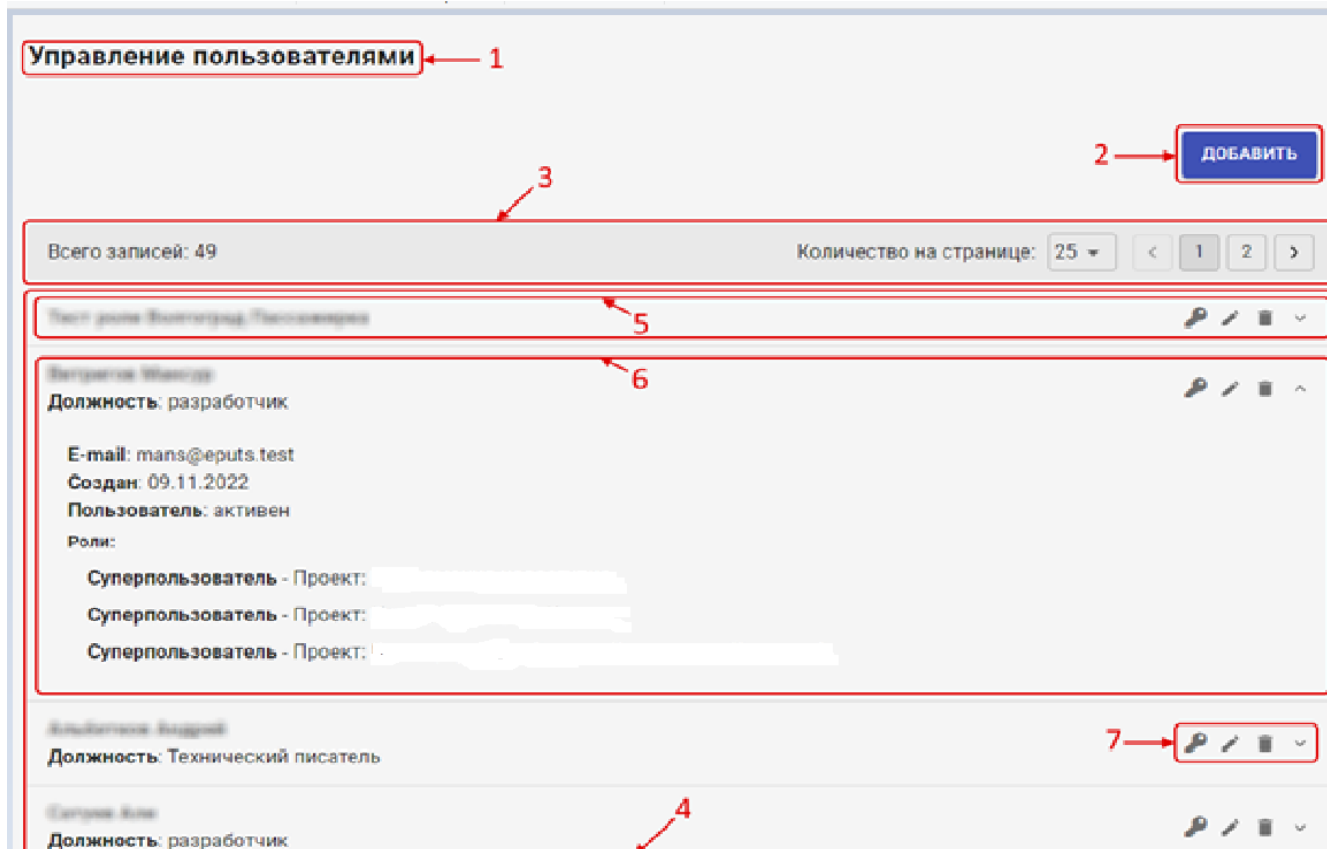 Управление пользователями
1
2
ДОБАВИТЬ
3
Всего записей: 49 Количество на странице: 25 < 1 2 >
5
6
Должность: разработчик
E-mail: mans@eputs.test
Создан: 09.11.2022
Пользователь: активен
Роли:
Суперпользователь - Проект:
Суперпользователь - Проект:
Суперпользователь - Проект:
7
Должность: Технический писатель
4
Должность: разработчик